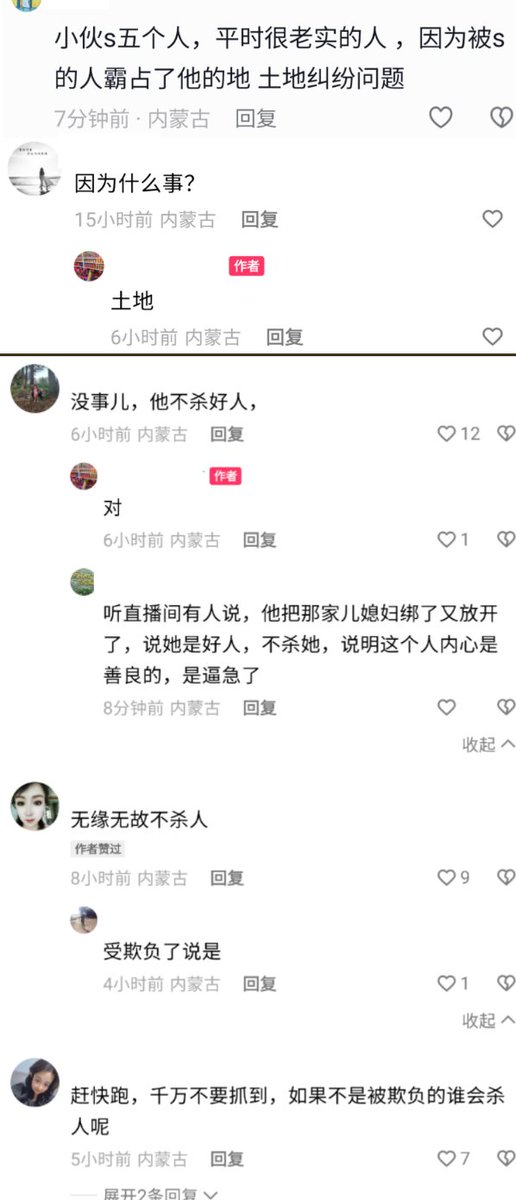 小伙s五个人，平时很老实的人 ，因为被s
的人霸占了他的地 土地纠纷问题
7分钟前 · 内蒙古 回复
因为什么事?
15小时前 内蒙古 回复
作者
土地
6小时前 内蒙古 回复
没事儿，他不杀好人，
6小时前 内蒙古 回复 12
作者
对
6小时前 内蒙古 回复 1
听直播间有人说，他把那家儿媳妇绑了又放开
了，说她是好人，不杀她，说明这个人内心是
善良的，是逼急了
8分钟前 内蒙古 回复
收起
无缘无故不杀人
作者赞过
8小时前 内蒙古 回复 9
受欺负了说是
4小时前 内蒙古 回复 1
收起
赶快跑，千万不要抓到，如果不是被欺负的谁会杀
人呢
5小时前 内蒙古 回复 7
展开2条回复